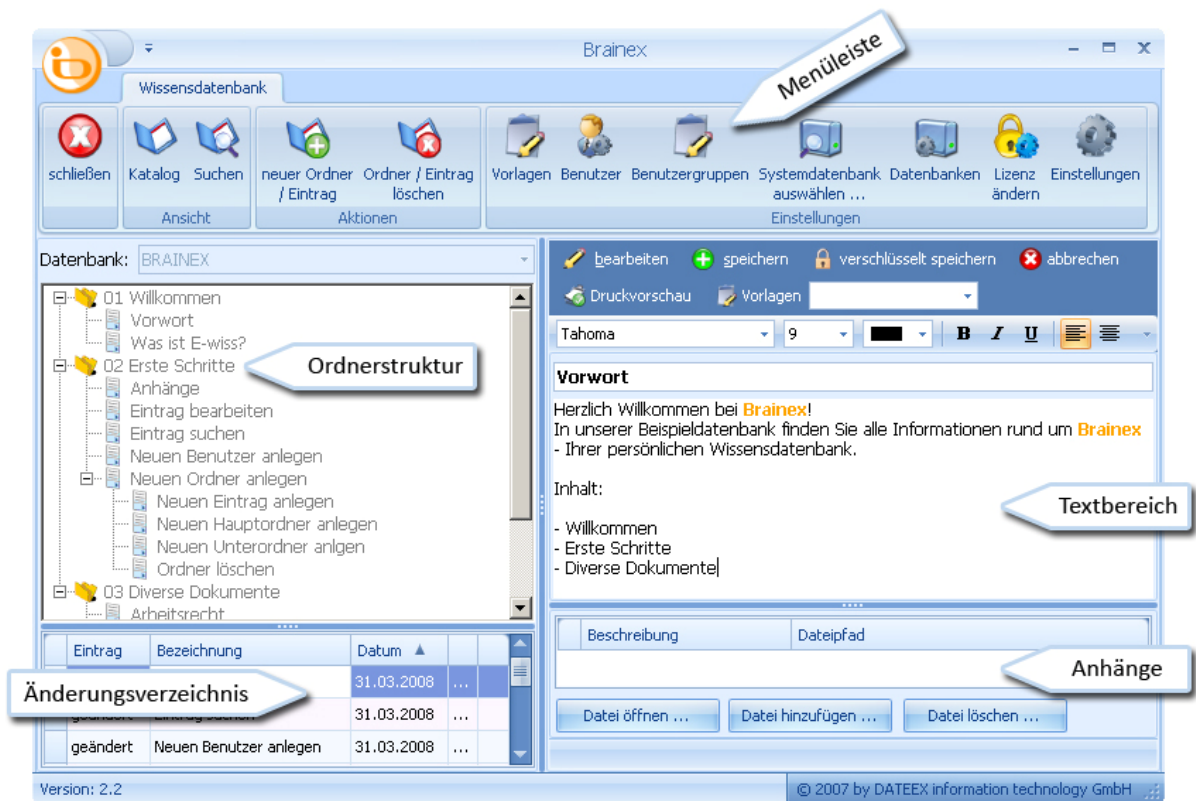 Brainex
Menüleiste
Wissensdatenbank
schließen
Katalog
Suchen
neuer Ordner
/ Eintrag
Ordner / Eintrag
löschen
Vorlagen
Benutzer
Benutzergruppen
Systemdatenbank
auswählen ...
Datenbanken
Lizenz
ändern
Einstellungen
Ansicht
Aktionen
Einstellungen
Datenbank: BRAINEX
01 Willkommen
Vorwort
Was ist E-wiss?
02 Erste Schritte
Ordnerstruktur
Anhänge
Eintrag bearbeiten
Eintrag suchen
Neuen Benutzer anlegen
Neuen Ordner anlegen
Neuen Eintrag anlegen
Neuen Hauptordner anlegen
Neuen Unterordner anlgen
Ordner löschen
03 Diverse Dokumente
Arbeitsrecht
Eintrag Bezeichnung Datum
31.03.2008 ...
Änderungsverzeichnis
geändert Eintrag suchen 31.03.2008 ...
geändert Neuen Benutzer anlegen 31.03.2008 ...
bearbeiten speichern verschlüsselt speichern abbrechen
Druckvorschau Vorlagen
Tahoma 9 B I U
Vorwort
Herzlich Willkommen bei Brainex!
In unserer Beispieldatenbank finden Sie alle Informationen rund um Brainex
- Ihrer persönlichen Wissensdatenbank.
Inhalt:
Textbereich
- Willkommen
- Erste Schritte
- Diverse Dokumente
Beschreibung Dateipfad
Anhänge
Datei öffnen ... Datei hinzufügen ... Datei löschen ...
Version: 2.2
© 2007 by DATEEX information technology GmbH